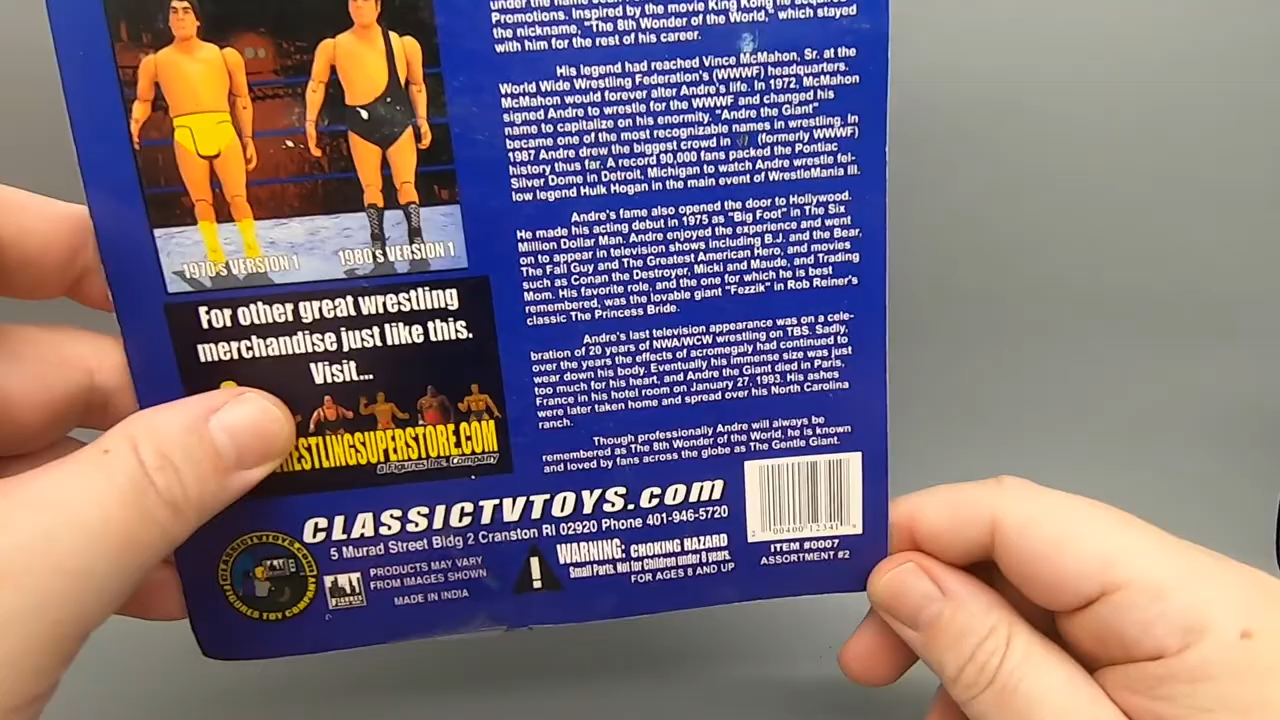 under the name
Promotions. Inspired by the movie King Kong he acquired
the nickname, "The 8th Wonder of the World," which stayed
with him for the rest of his career.
His legend had reached Vince McMahon, Sr. at the
World Wide Wrestling Federation's (WWWF) headquarters.
McMahon would forever alter Andre's life. In 1972, McMahon
signed Andre to wrestle for the WWWF and changed his
name to capitalize on his enormity. "Andre the Giant"
became one of the most recognizable names in wrestling. In
1987 Andre drew the biggest crowd in (formerly WWWF)
history thus far. A record 90,000 fans packed the Pontiac
Silver Dome in Detroit, Michigan to watch Andre wrestle fel-
low legend Hulk Hogan in the main event of WrestleMania III.
Andre's fame also opened the door to Hollywood.
He made his acting debut in 1975 as "Big Foot" in The Six
Million Dollar Man. Andre enjoyed the experience and went
on to appear in television shows including B.J. and the Bear,
The Fall Guy and The Greatest American Hero, and movies
such as Conan the Destroyer, Micki and Maude, and Trading
Mom. His favorite role, and the one for which he is best
remembered, was the lovable giant "Fezzik" in Rob Reiner's
classic The Princess Bride.
Andre's last television appearance was on a cele-
bration of 20 years of NWA/WCW wrestling on TBS. Sadly,
over the years the effects of acromegaly had continued to
wear down his body. Eventually his immense size was just
too much for his heart, and Andre the Giant died in Paris,
France in his hotel room on January 27, 1993. His ashes
were later taken home and spread over his North Carolina
ranch.
Though professionally Andre will always be
remembered as The 8th Wonder of the World, he is known
and loved by fans across the globe as The Gentle Giant.
1970's VERSION 1
1980's VERSION 1
For other great wrestling
merchandise just like this.
Visit...
RESTLINGSUPERSTORE.COM
a Figures Inc. Company
CLASSICTVTOYS.com
5 Murad Street Bldg 2 Cranston RI 02920 Phone 401-946-5720
CLASSICTVTOYS.COM
FIGURES TOY COMPANY
FIGURES
PRODUCTS MAY VARY
FROM IMAGES SHOWN
MADE IN INDIA
WARNING: CHOKING HAZARD
Small Parts. Not for Children under 8 years.
FOR AGES 8 AND UP
2 00400 12341 9
ITEM #0007
ASSORTMENT #2